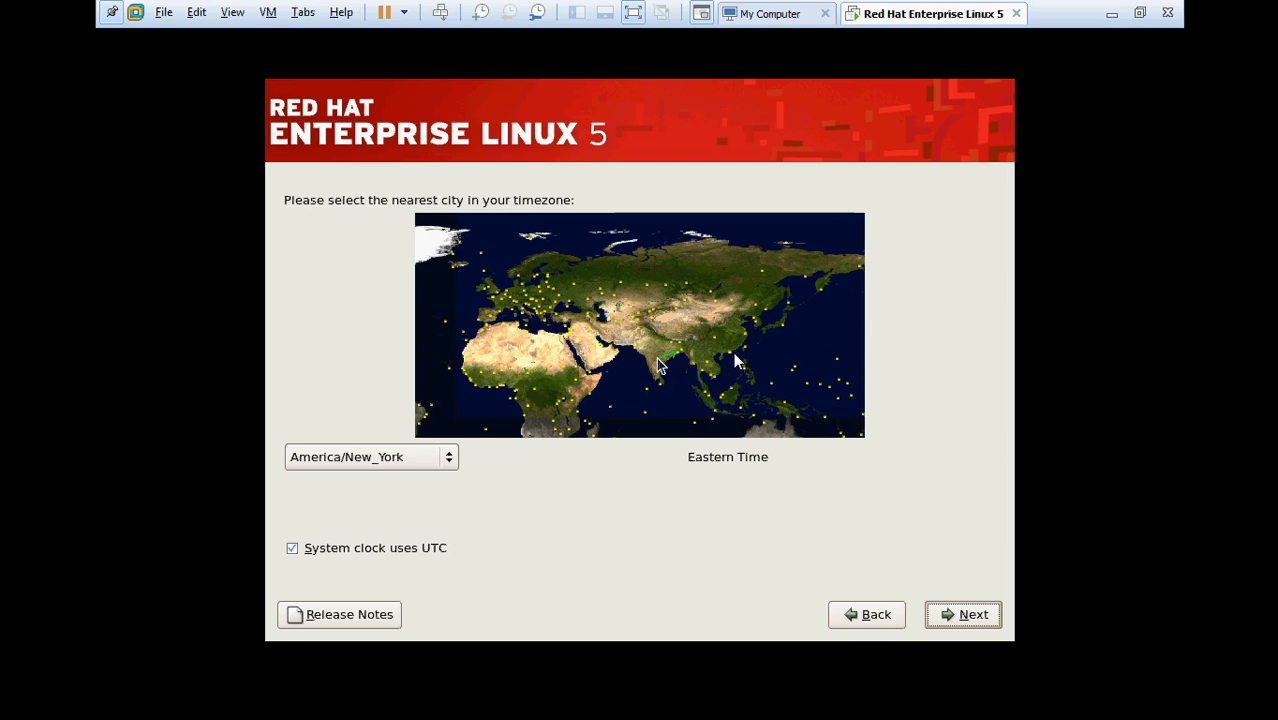 File Edit View VM Tabs Help My Computer Red Hat Enterprise Linux 5
RED HAT
ENTERPRISE LINUX 5
Please select the nearest city in your timezone:
America/New_York Eastern Time
System clock uses UTC
Release Notes Back Next